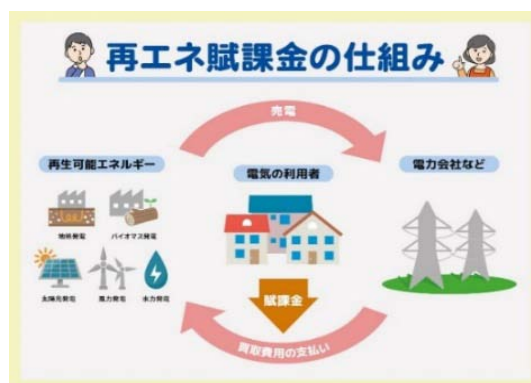 再エネ賦課金の仕組み
売電
再生可能エネルギー
電気の利用者
電力会社など
地熱発電
バイオマス発電
太陽光発電
風力発電
水力発電
賦課金
買取費用の支払い